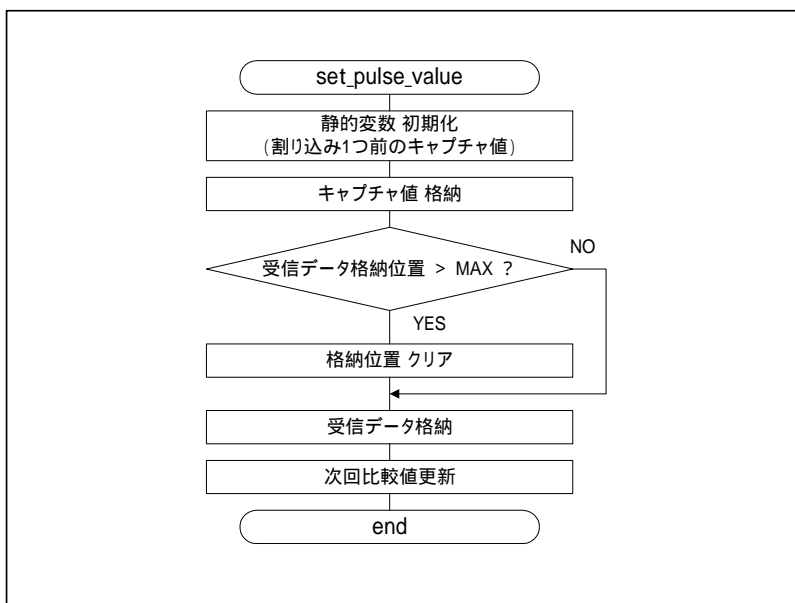 set_pulse_value
静的変数 初期化
(割り込み1つ前のキャプチャ値)
キャプチャ値 格納
受信データ格納位置 > MAX ?
NO
YES
格納位置 クリア
受信データ格納
次回比較値更新
end